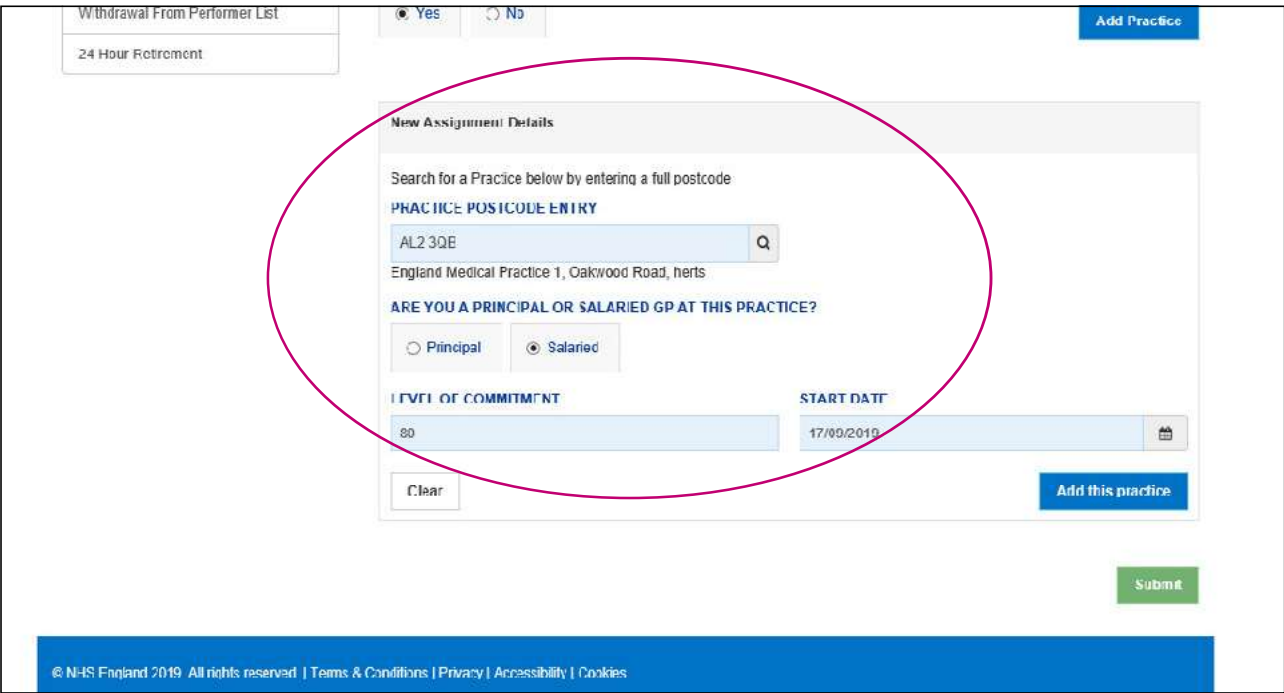 Withdrawal From Performer List
Yes No
Add Practice
24 Hour Retirement
New Assignment Details
Search for a Practice below by entering a full postcode
PRACTICE POSTCODE ENTRY
AL2 3QB
England Medical Practice 1, Oakwood Road, herts
ARE YOU A PRINCIPAL OR SALARIED GP AT THIS PRACTICE?
Principal Salaried
LEVEL OF COMMITMENT START DATE
80 17/09/2019
Clear Add this practice
Submit
© NHS England 2019 All rights reserved | Terms & Conditions | Privacy | Accessibility | Cookies